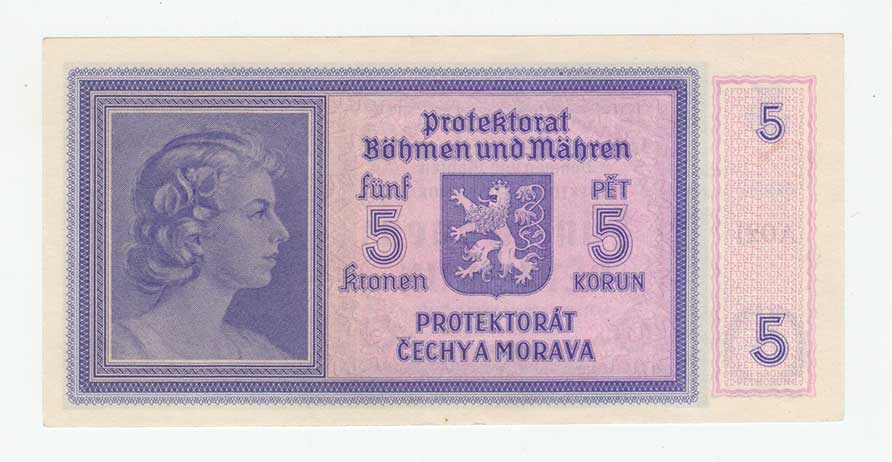 Protektorat
Böhmen und Mähren
fünf PĚT
5 5
Kronen KORUN
PROTEKTORÁT
ČECHY A MORAVA
5
5